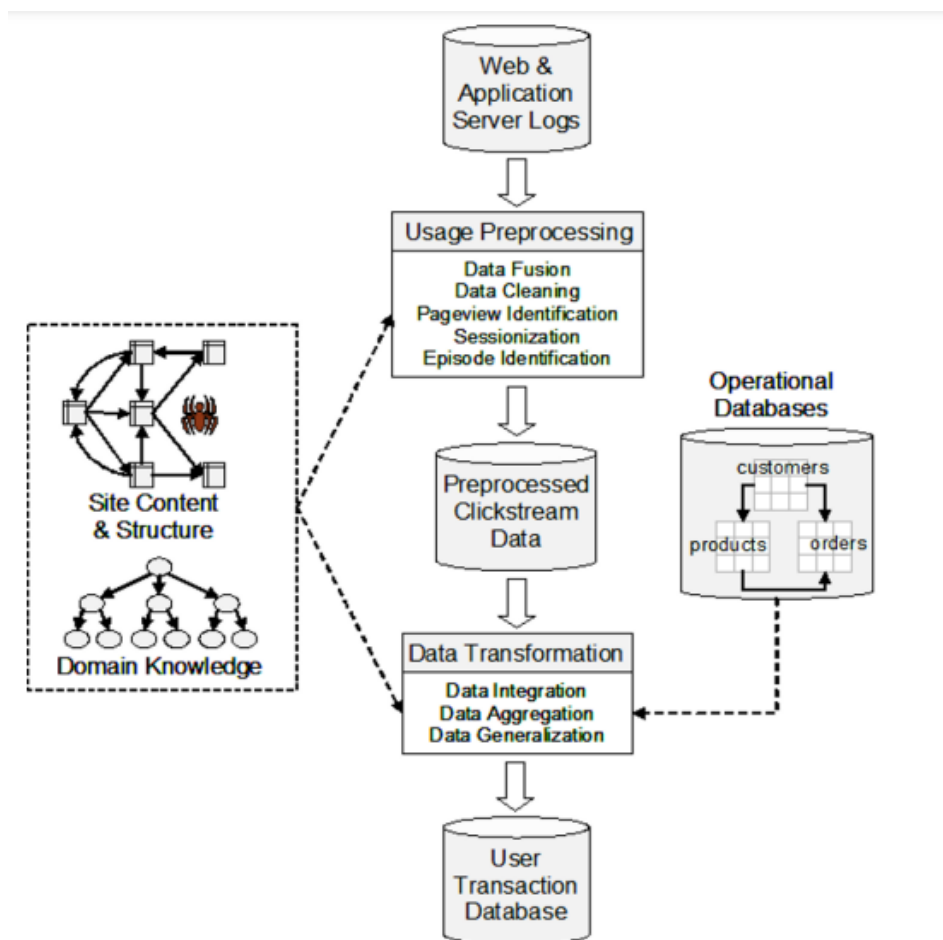 Web &
Application
Server Logs
Usage Preprocessing
Data Fusion
Data Cleaning
Pageview Identification
Sessionization
Episode Identification
Site Content
& Structure
Domain Knowledge
Preprocessed
Clickstream
Data
Operational
Databases
customers
products
orders
Data Transformation
Data Integration
Data Aggregation
Data Generalization
User
Transaction
Database